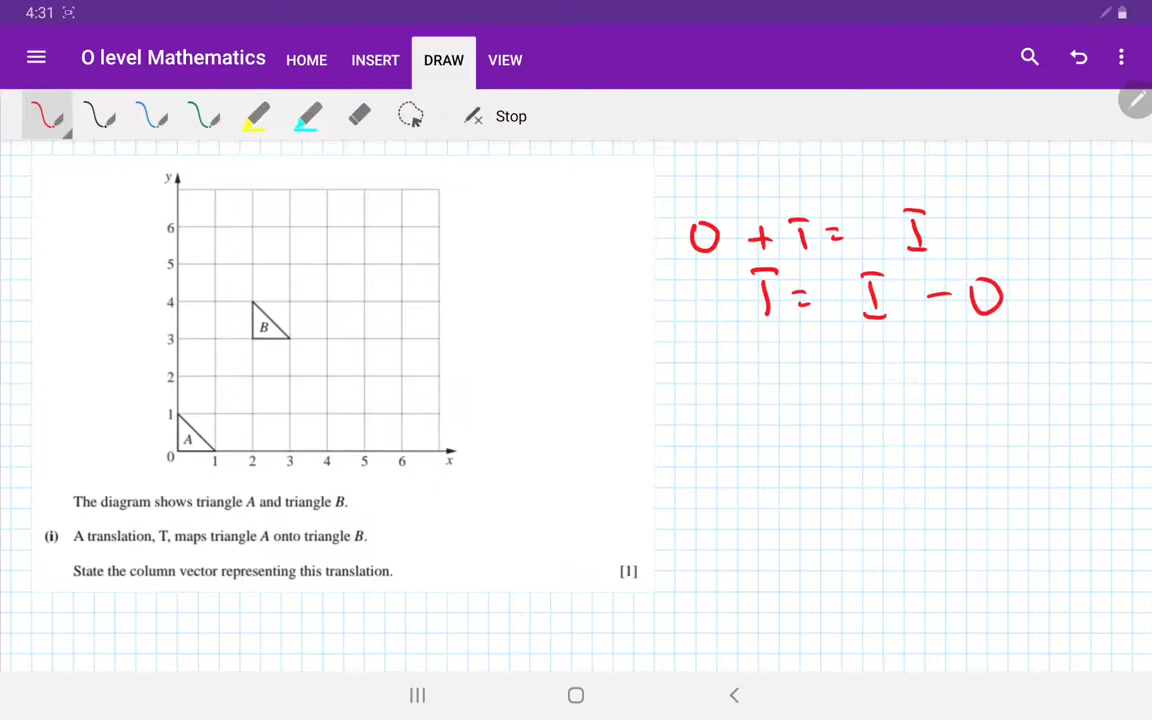 4:31
O level Mathematics HOME INSERT DRAW VIEW
Stop
y
6
5
4
3
2
1
0
B
A
1 2 3 4 5 6 x
The diagram shows triangle A and triangle B.
(i) A translation, T, maps triangle A onto triangle B.
State the column vector representing this translation. [1]
O + T = I
T = I - O